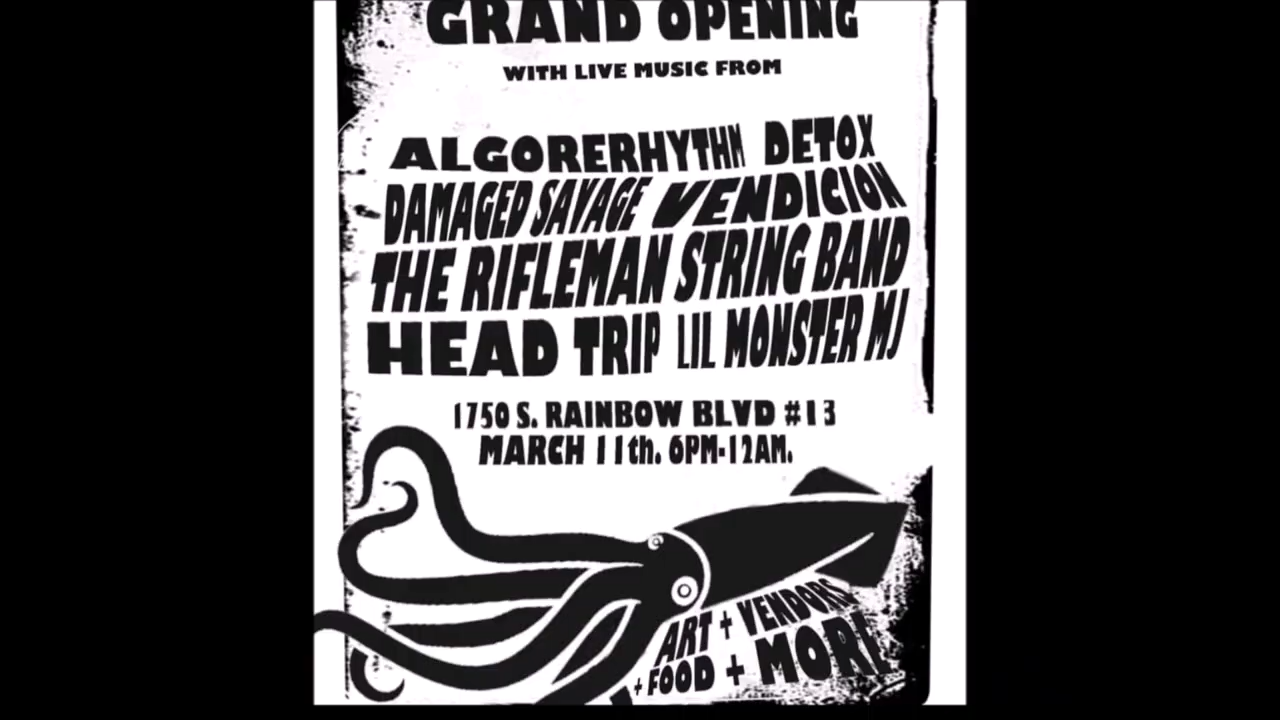 GRAND OPENING
WITH LIVE MUSIC FROM
ALGORERHYTHM DETOX
DAMAGED SAVAGE VENDICION
THE RIFLEMAN STRING BAND
HEAD TRIP LIL MONSTER MJ
1750 S. RAINBOW BLVD #13
MARCH 11th. 6PM-12AM.
ART + VENDORS
+ FOOD + MORE